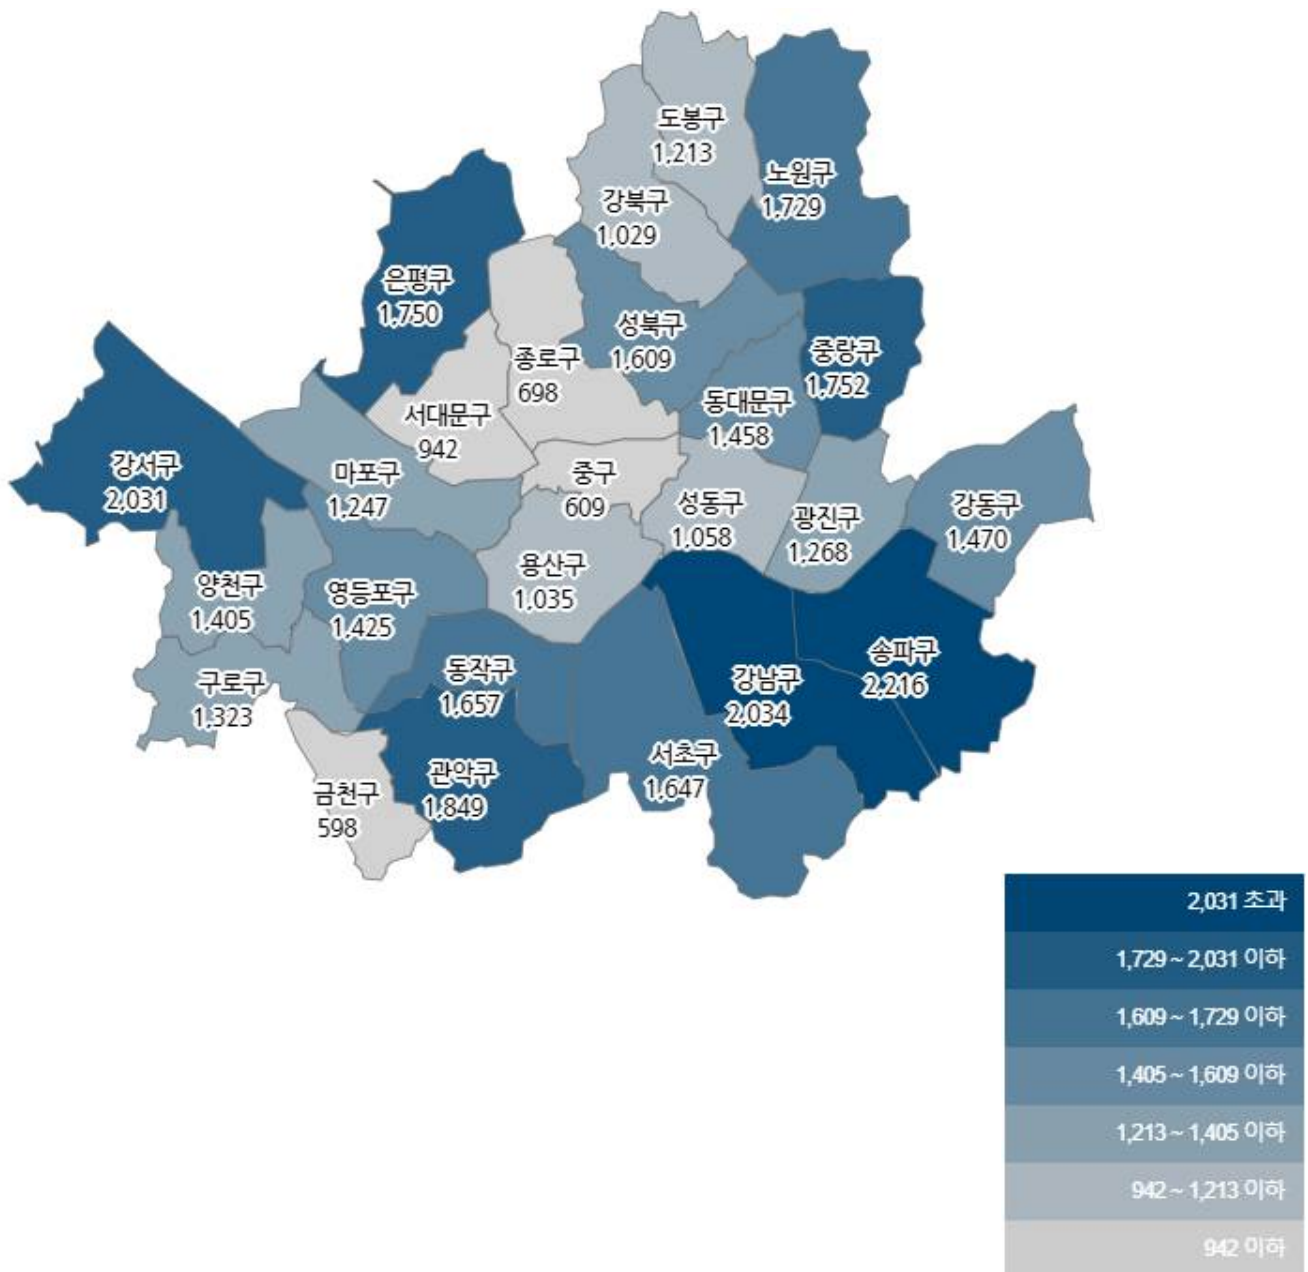 도봉구
1,213
노원구
1,729
강북구
1,029
은평구
1,750
성북구
1,609
중랑구
1,752
종로구
698
동대문구
1,458
서대문구
942
강서구
2,031
마포구
1,247
중구
609
성동구
1,058
광진구
1,268
강동구
1,470
용산구
1,035
양천구
1,405
영등포구
1,425
구로구
1,323
동작구
1,657
강남구
2,034
송파구
2,216
서초구
1,647
관악구
1,849
금천구
598
2,031 초과
1,729 ~ 2,031 이하
1,609 ~ 1,729 이하
1,405 ~ 1,609 이하
1,213 ~ 1,405 이하
942 ~ 1,213 이하
942 이하